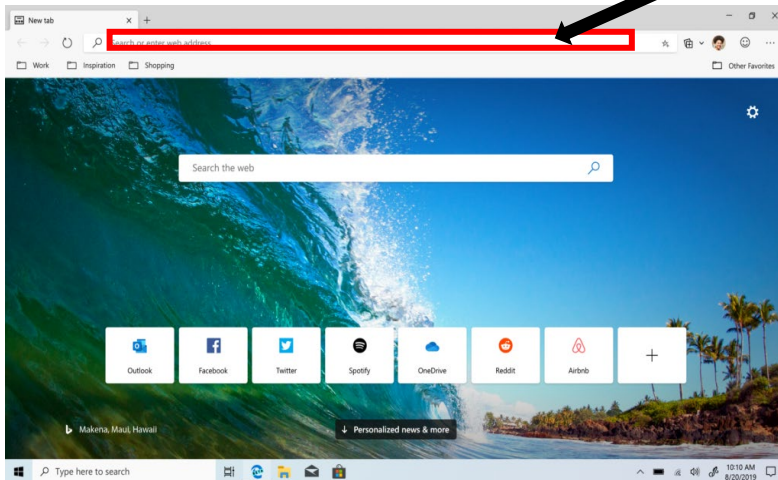 New tab
Search or enter web address
Work Inspiration Shopping Other Favorites
Search the web
Outlook Facebook Twitter Spotify OneDrive Reddit Airbnb
Makena, Maui, Hawaii
Personalized news & more
Type here to search
10:10 AM
8/20/2019